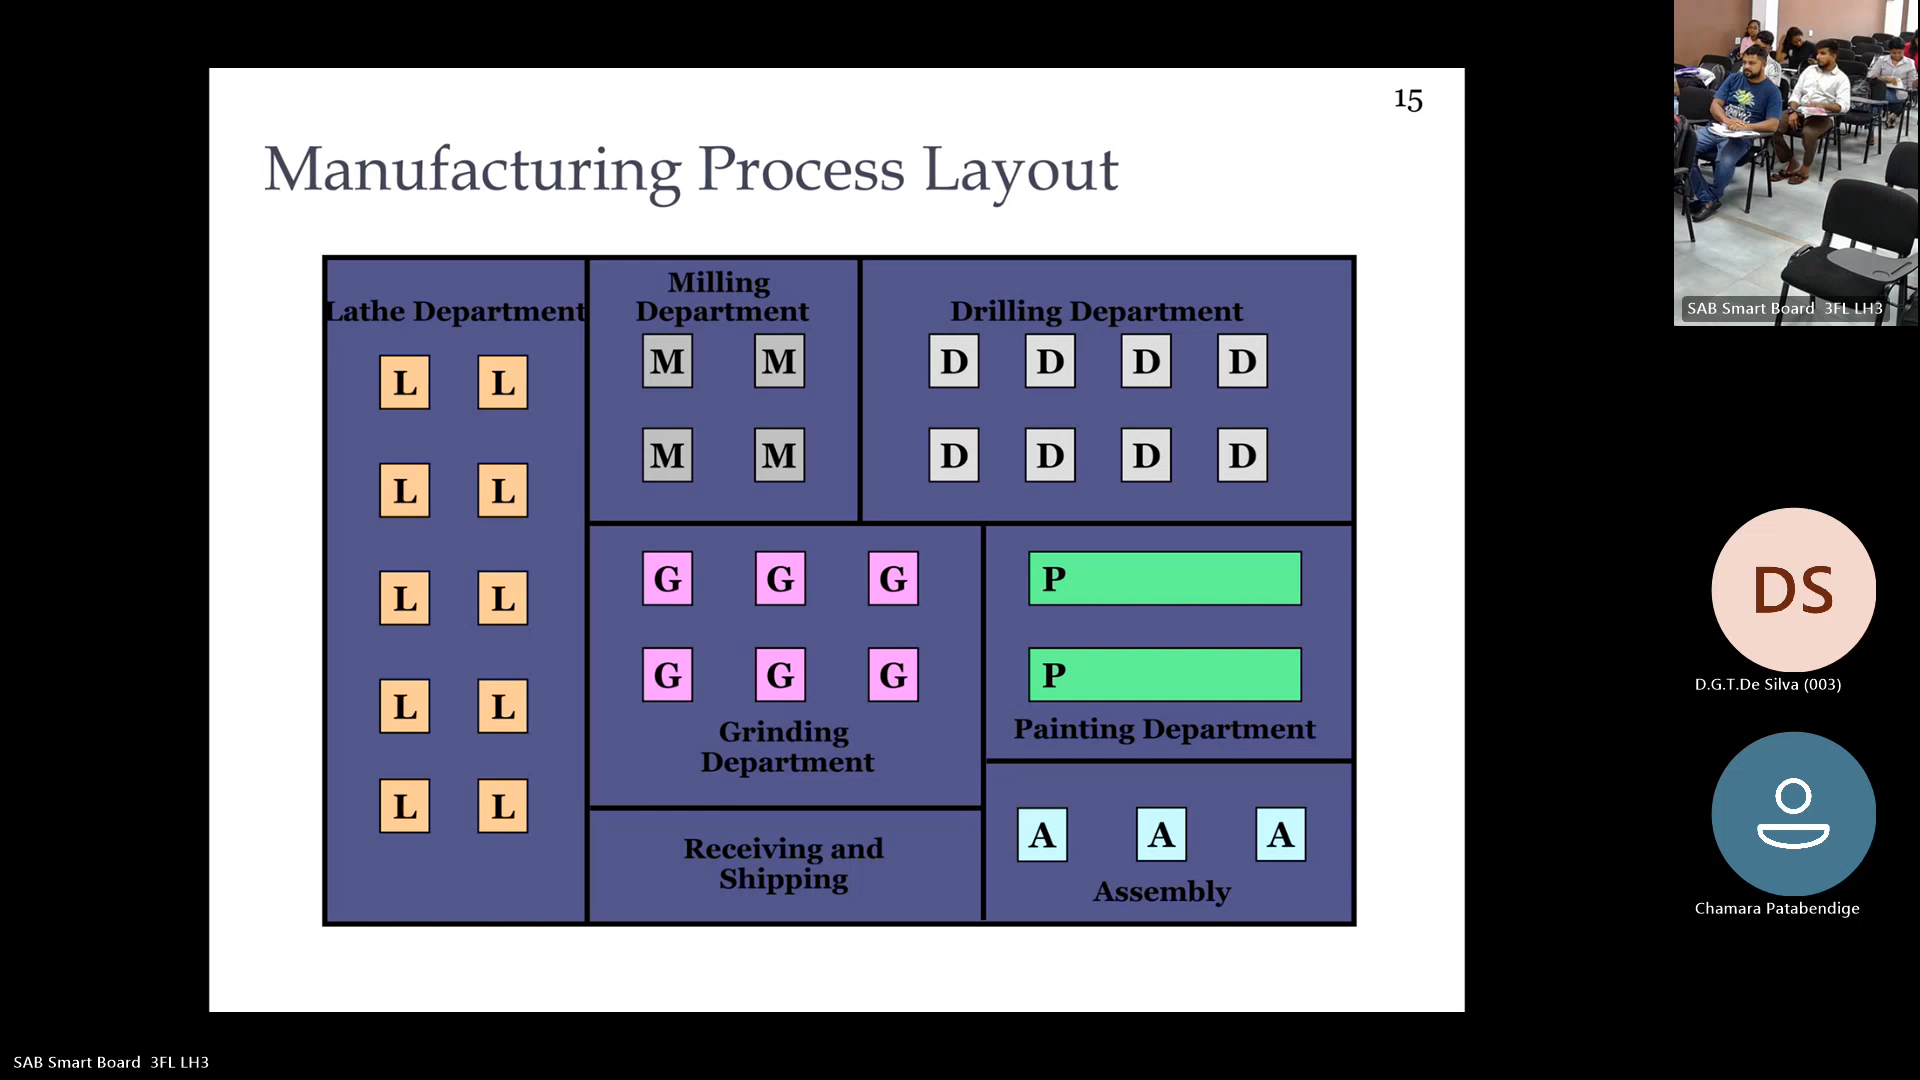 15
Manufacturing Process Layout
Lathe Department
L L
L L
L L
L L
L L
Milling
Department
M M
M M
Drilling Department
D D D D
D D D D
G G G
G G G
Grinding
Department
P
P
Painting Department
Receiving and
Shipping
A A A
Assembly
SAB Smart Board 3FL LH3
DS
D.G.T.De Silva (003)
Chamara Patabendige
SAB Smart Board 3FL LH3